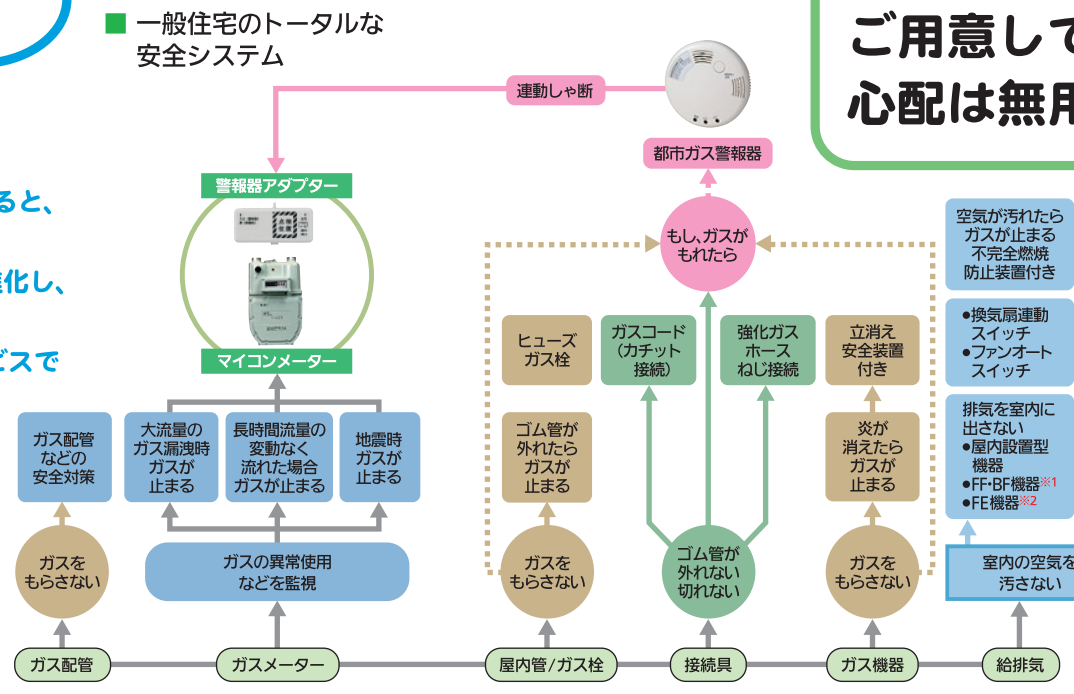 一般住宅のトータルな
安全システム
ご用意して
心配は無用
ると、
進化し、
ビスで
連動しゃ断
都市ガス警報器
警報器アダプター
マイコンメーター
もし、ガスが
もれたら
空気が汚れたら
ガスが止まる
不完全燃焼
防止装置付き
●換気扇連動
スイッチ
●ファンオート
スイッチ
排気を室内に
出さない
●屋内設置型
機器
●FF・BF機器※1
●FE機器※2
ヒューズ
ガス栓
ガスコード
(カチット
接続)
強化ガス
ホース
ねじ接続
立消え
安全装置
付き
ガス配管
などの
安全対策
大流量の
ガス漏洩時
ガスが
止まる
長時間流量の
変動なく
流れた場合
ガスが止まる
地震時
ガスが
止まる
ゴム管が
外れたら
ガスが
止まる
炎が
消えたら
ガスが
止まる
ガスを
もらさない
ガスの異常使用
などを監視
ガスを
もらさない
ゴム管が
外れない
切れない
ガスを
もらさない
室内の空気を
汚さない
ガス配管
ガスメーター
屋内管/ガス栓
接続具
ガス機器
給排気